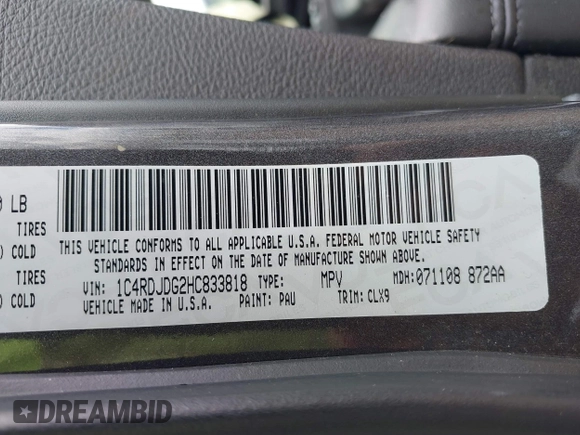 LB
TIRES
COLD
TIRES
COLD
THIS VEHICLE CONFORMS TO ALL APPLICABLE U.S.A. FEDERAL MOTOR VEHICLE SAFETY
STANDARDS IN EFFECT ON THE DATE OF MANUFACTURE SHOWN ABOVE.
VIN: 1C4RDJDG2HC833818 TYPE: MPV MDH:071108 872AA
VEHICLE MADE IN U.S.A. PAINT: PAU TRIM: CLX9
DREAMBID